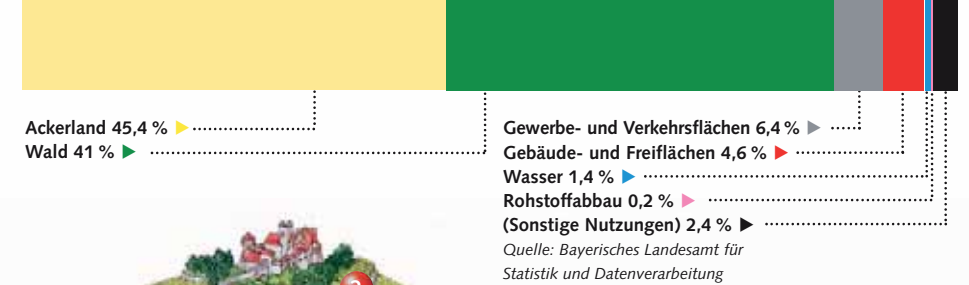 Ackerland 45,4 %
Wald 41 %
Gewerbe- und Verkehrsflächen 6,4 %
Gebäude- und Freiflächen 4,6 %
Wasser 1,4 %
Rohstoffabbau 0,2 %
(Sonstige Nutzungen) 2,4 %
Quelle: Bayerisches Landesamt für
Statistik und Datenverarbeitung